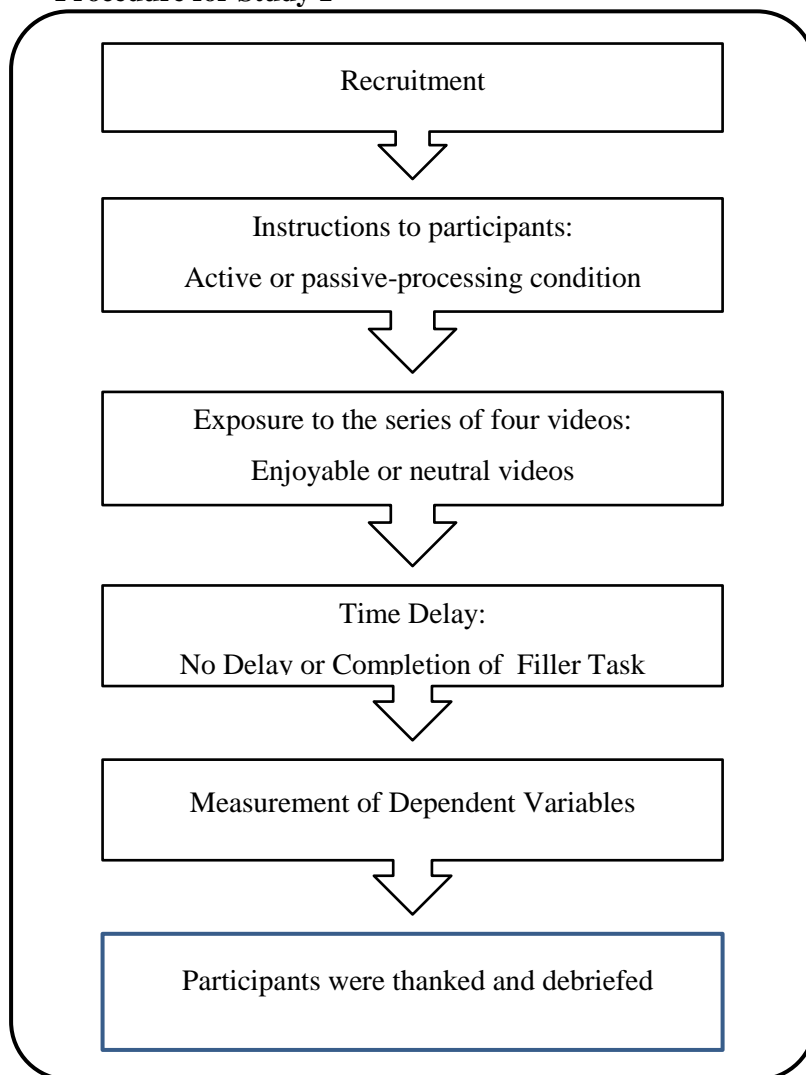 Procedure for Study
Recruitment
Instructions to participants:
Active or passive-processing condition
Exposure to the series of four videos:
Enjoyable or neutral videos
Time Delay:
No Delay or Completion of Filler Task
Measurement of Dependent Variables
Participants were thanked and debriefed